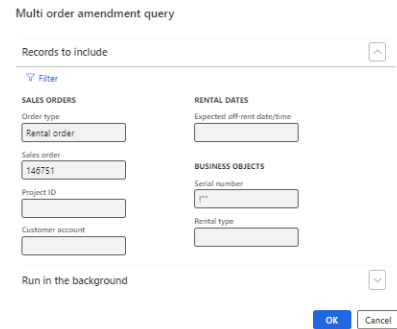 Multi order amendment query
Records to include
Filter
SALES ORDERS
Order type
Rental order
Sales order
146751
Project ID
Customer account
RENTAL DATES
Expected off-rent date/time
BUSINESS OBJECTS
Serial number
!""
Rental type
Run in the background
OK
Cancel